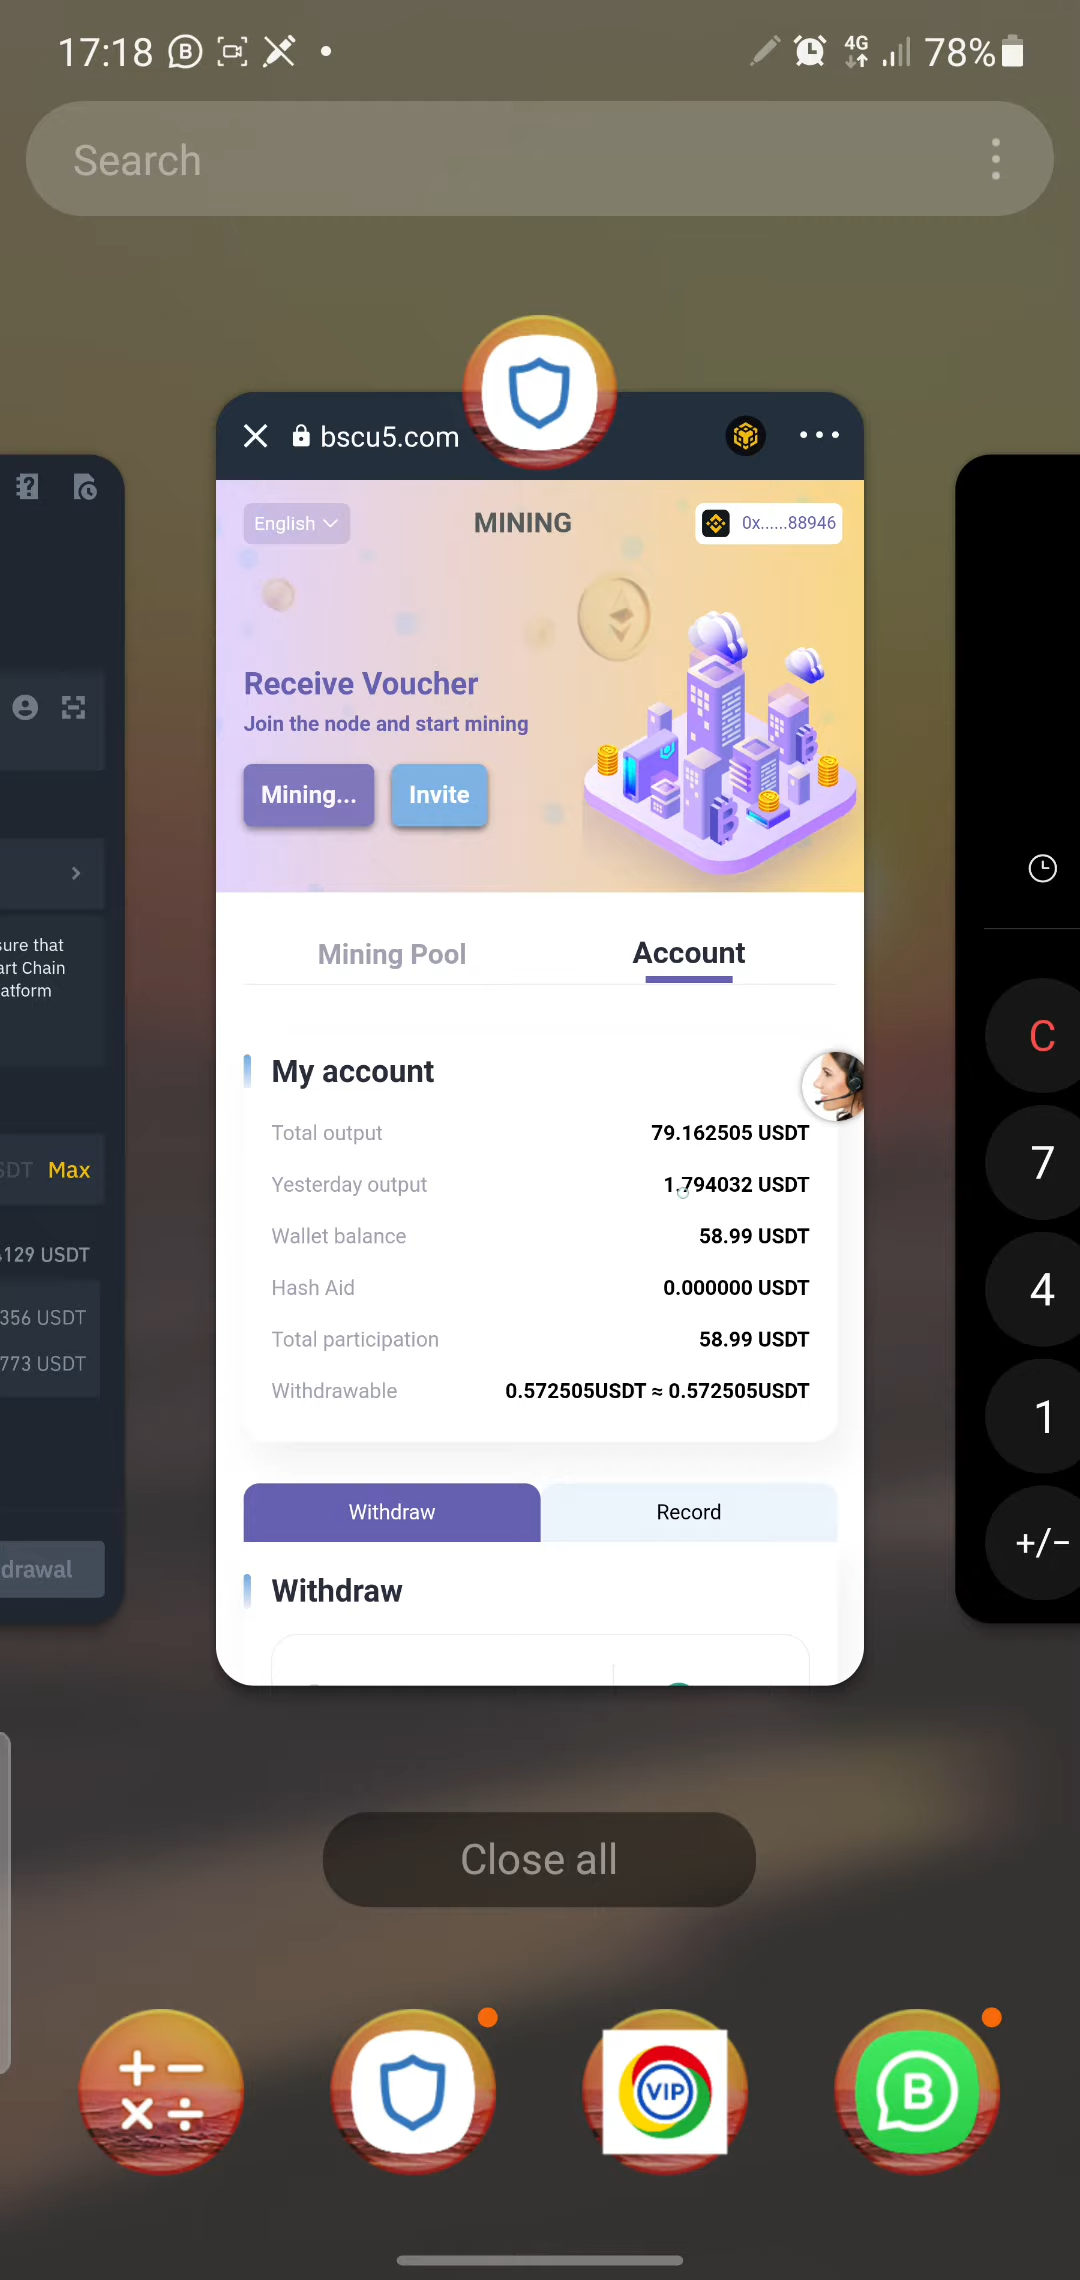 17:18
4G
78%
Search
bscu5.com
English
MINING
0x......88946
Receive Voucher
Join the node and start mining
Mining...
Invite
Mining Pool
Account
My account
Total output
79.162505 USDT
Yesterday output
1.794032 USDT
Wallet balance
58.99 USDT
Hash Aid
0.000000 USDT
Total participation
58.99 USDT
Withdrawable
0.572505USDT ≈ 0.572505USDT
Withdraw
Record
Withdraw
sure that
art Chain
atform
SDT Max
129 USDT
356 USDT
773 USDT
drawal
C
7
4
1
+/−
Close all
VIP
B